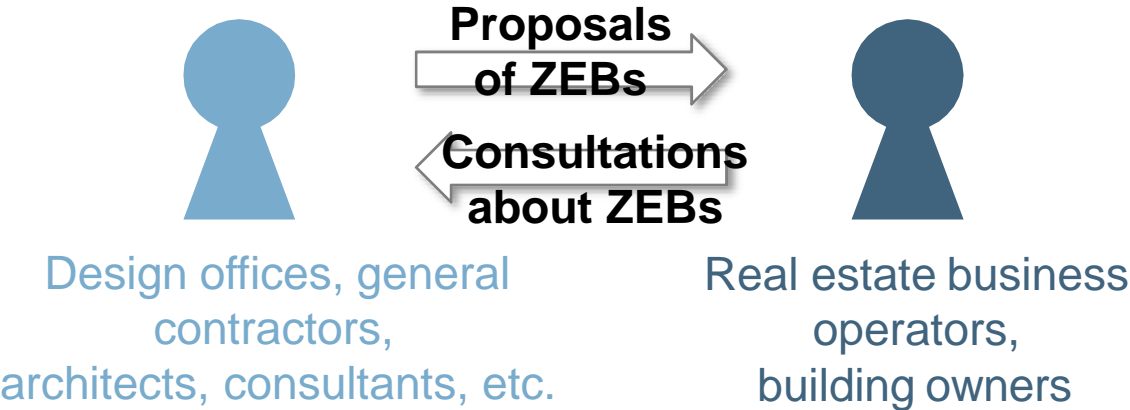 Proposals
of ZEBs
Consultations
about ZEBs
Design offices, general
contractors,
architects, consultants, etc.
Real estate business
operators,
building owners